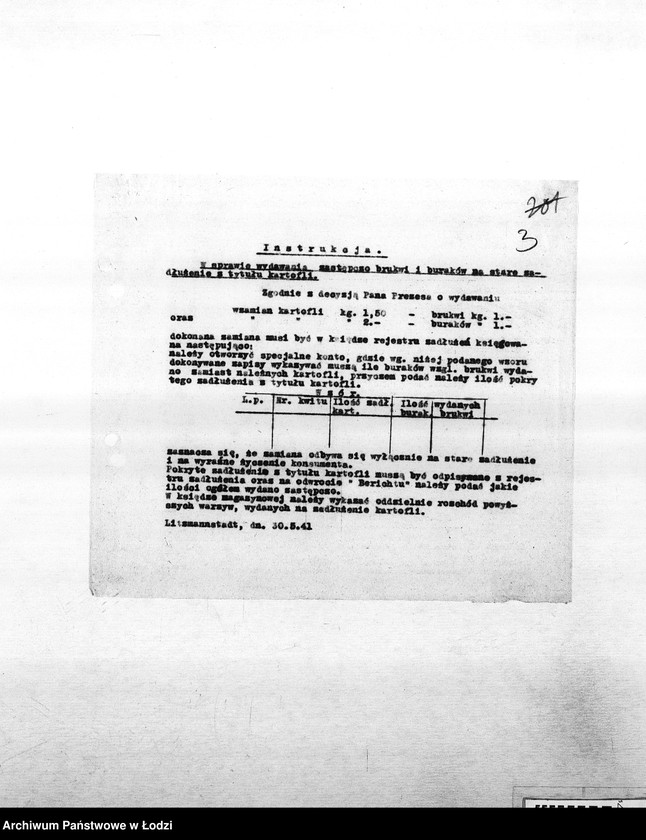 201
3
Instrukcja.
W sprawie wydawania zastępczo brukwi i buraków na stare za-
dłużenie z tytułu kartofli.
Zgodnie z decyzją Pana Prezesa o wydawaniu
wzamian kartofli kg. 1,50 - brukwi kg. 1.-
oraz " " " 2.- - buraków " 1.-
dokonana zamiana musi być w księdze rejestru zadłużeń księgowa-
na następująco:
należy otworzyć specjalne konto, gdzie wg. niżej podanego wzoru
dokonywane zapisy wykazywać muszą ile buraków wzgl. brukwi wyda-
no zamiast należnych kartofli, przyczem podać należy ilość pokry
tego zadłużenia z tytułu kartofli.
Wzór.
L.p. Nr. kwitu Ilość zadł. Ilość wydanych
kart. burak. brukwi
zaznacza się, że zamiana odbywa się wyłącznie na stare zadłużenie
i na wyraźne życzenie konsumenta.
Pokryte zadłużenie z tytułu kartofli muszą być odpisywane z rejes-
tru zadłużenia oraz na odwrocie " Berichtu" należy podać jakie
ilości ogółem wydano zastępczo.
W księdze magazynowej należy wykazać oddzielnie rozchód powyż-
szych warzyw, wydanych na zadłużenie kartofli.
Litzmannstadt, dn. 30.5.41
Archiwum Państwowe w Łodzi